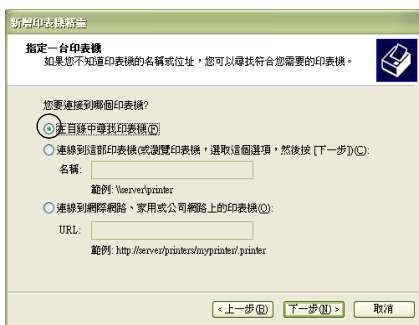 新增印表機精靈
指定一台印表機
如果您不知道印表機的名稱或位址，您可以尋找符合您需要的印表機。
您要連接到哪個印表機?
在目錄中尋找印表機(F)
連線到這部印表機(或瀏覽印表機，選取這個選項，然後按 [下一步])(C):
名稱:
範例: \\server\printer
連線到網際網路、家用或公司網路上的印表機(O):
URL:
範例: http://server/printers/myprinter/.printer
< 上一步(B) 下一步(N) > 取消